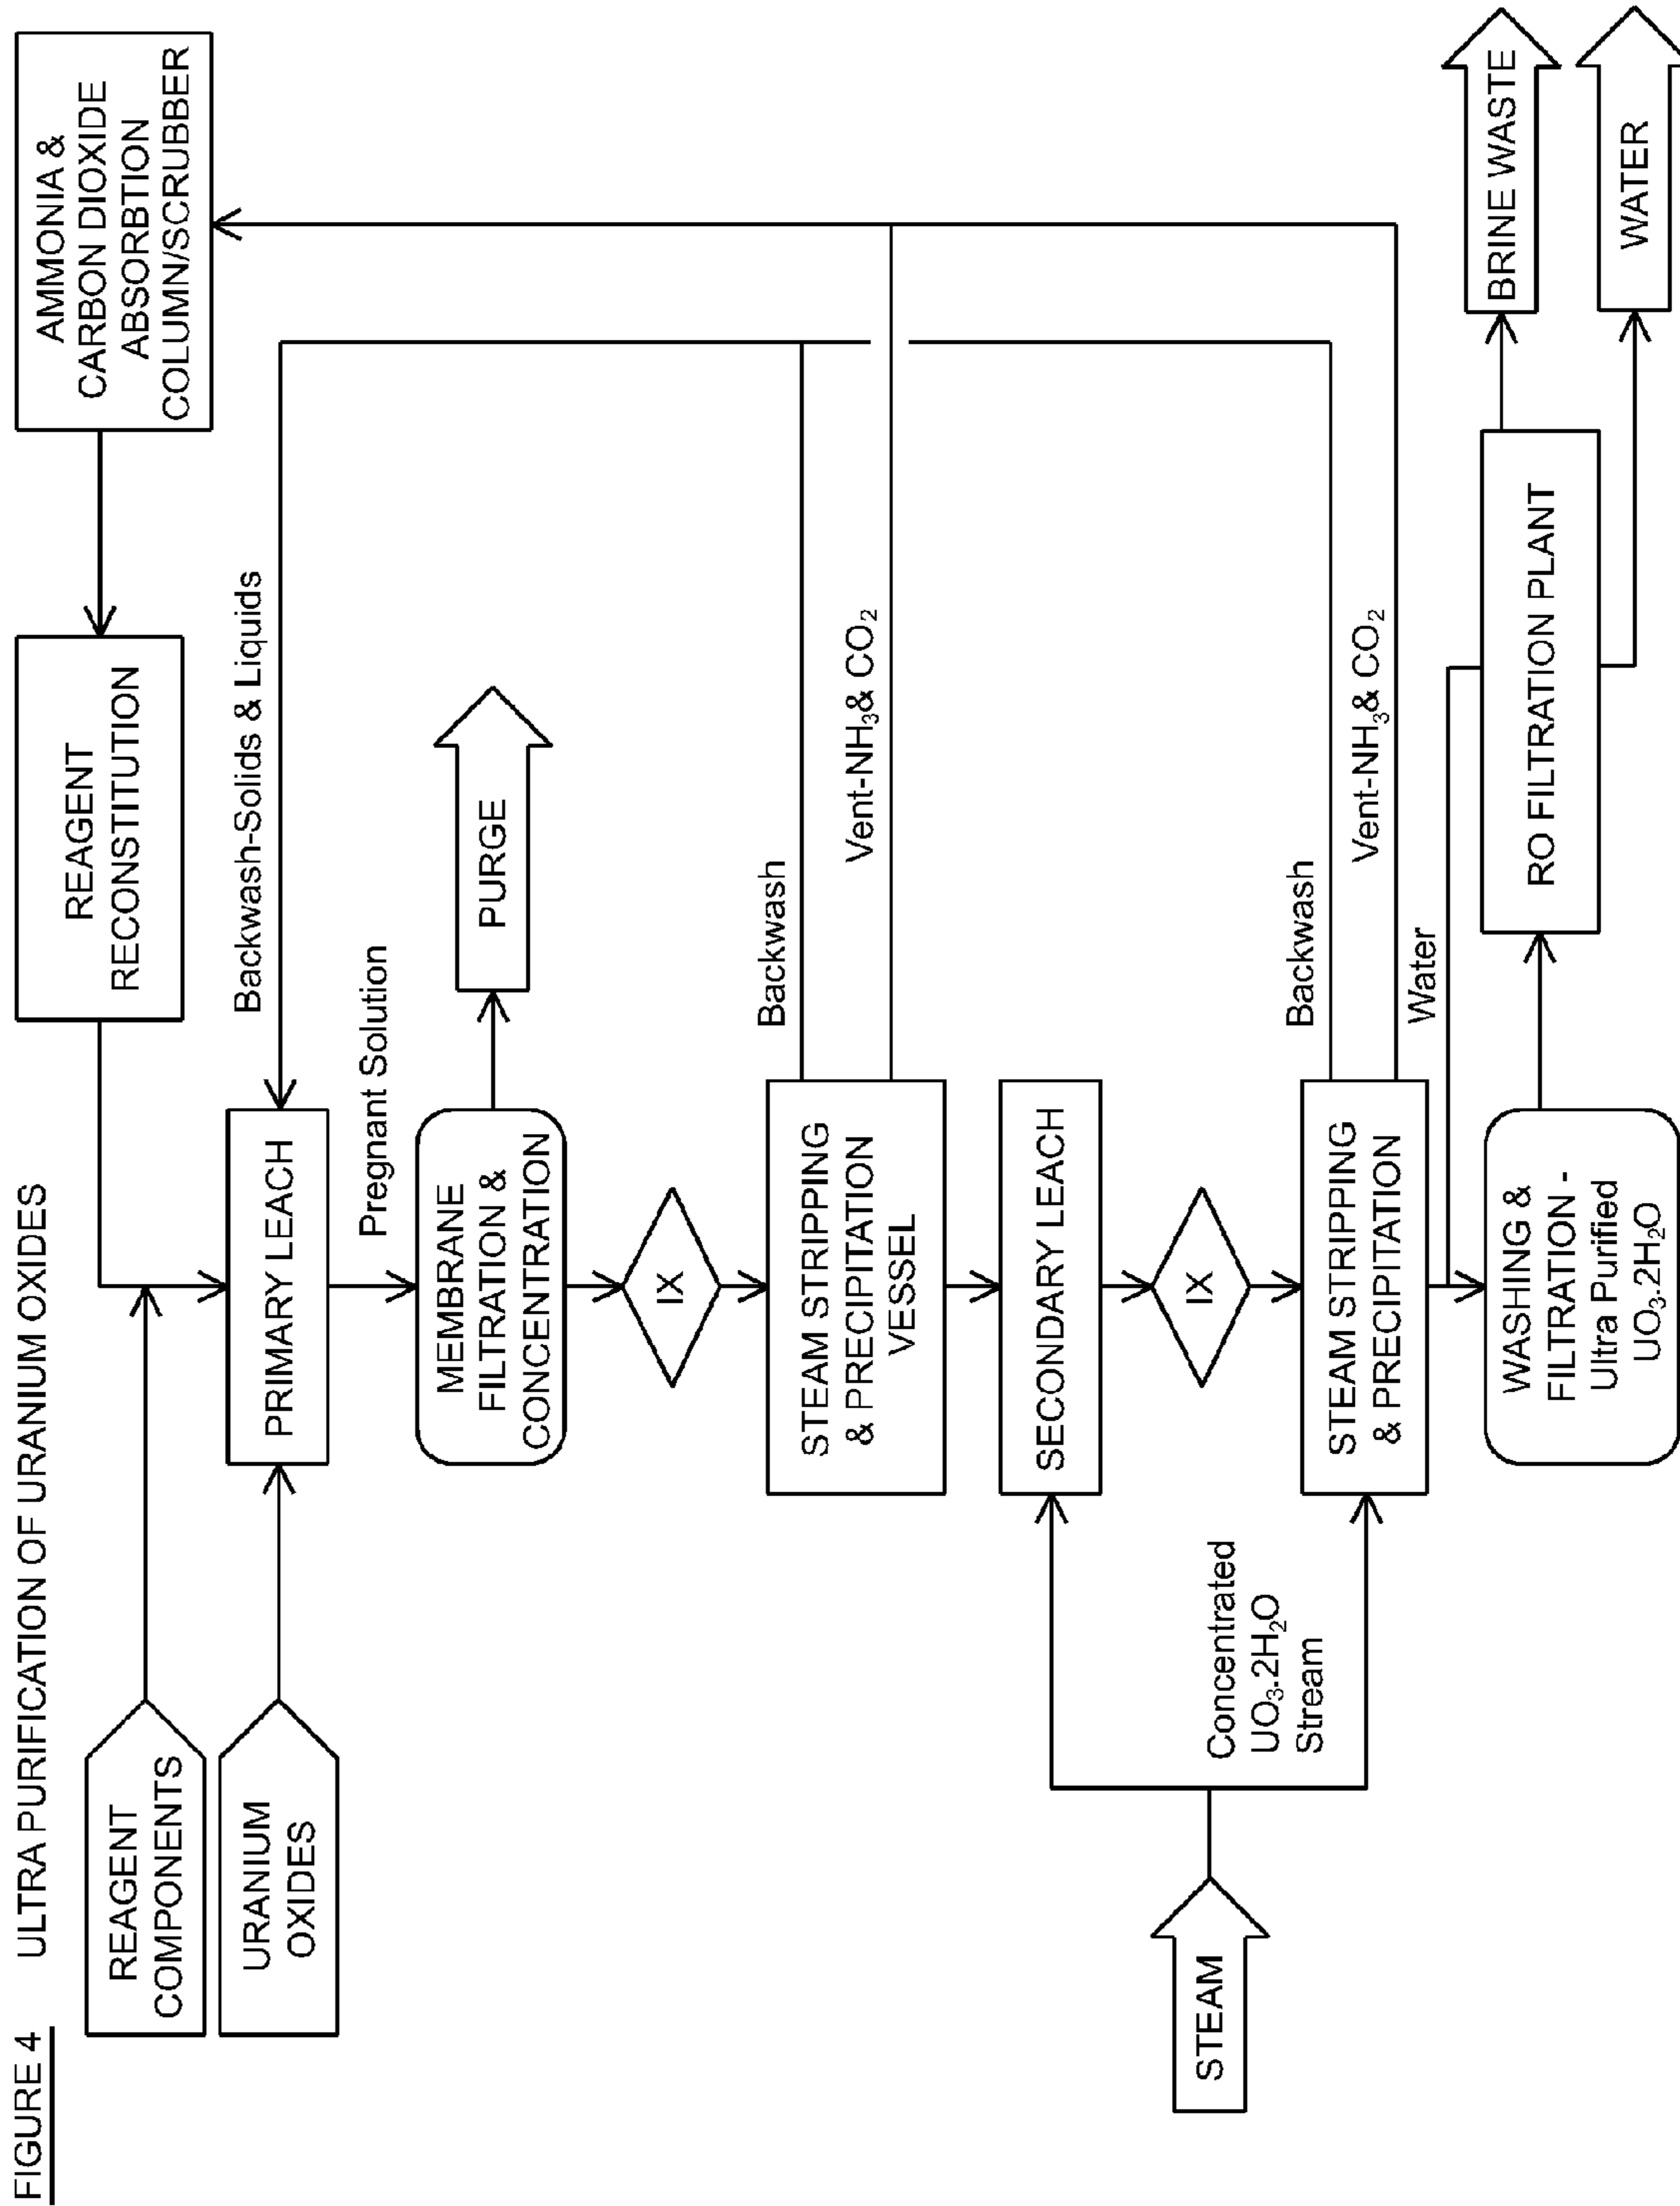 FIGURE 4
ULTRA PURIFICATION OF URANIUM OXIDES
REAGENT
COMPONENTS
URANIUM
OXIDES
REAGENT
RECONSTITUTION
AMMONIA &
CARBON DIOXIDE
ABSORBTION
COLUMN/SCRUBBER
Backwash-Solids & Liquids
PRIMARY LEACH
Pregnant Solution
MEMBRANE
FILTRATION &
CONCENTRATION
PURGE
IX
Backwash
STEAM STRIPPING
& PRECIPITATION
VESSEL
Vent-NH₃& CO₂
SECONDARY LEACH
STEAM
Concentrated
UO₃.2H₂O
Stream
IX
Backwash
STEAM STRIPPING
& PRECIPITATION
Vent-NH₃& CO₂
Water
WASHING &
FILTRATION -
Ultra Purified
UO₃.2H₂O
RO FILTRATION PLANT
BRINE WASTE
WATER